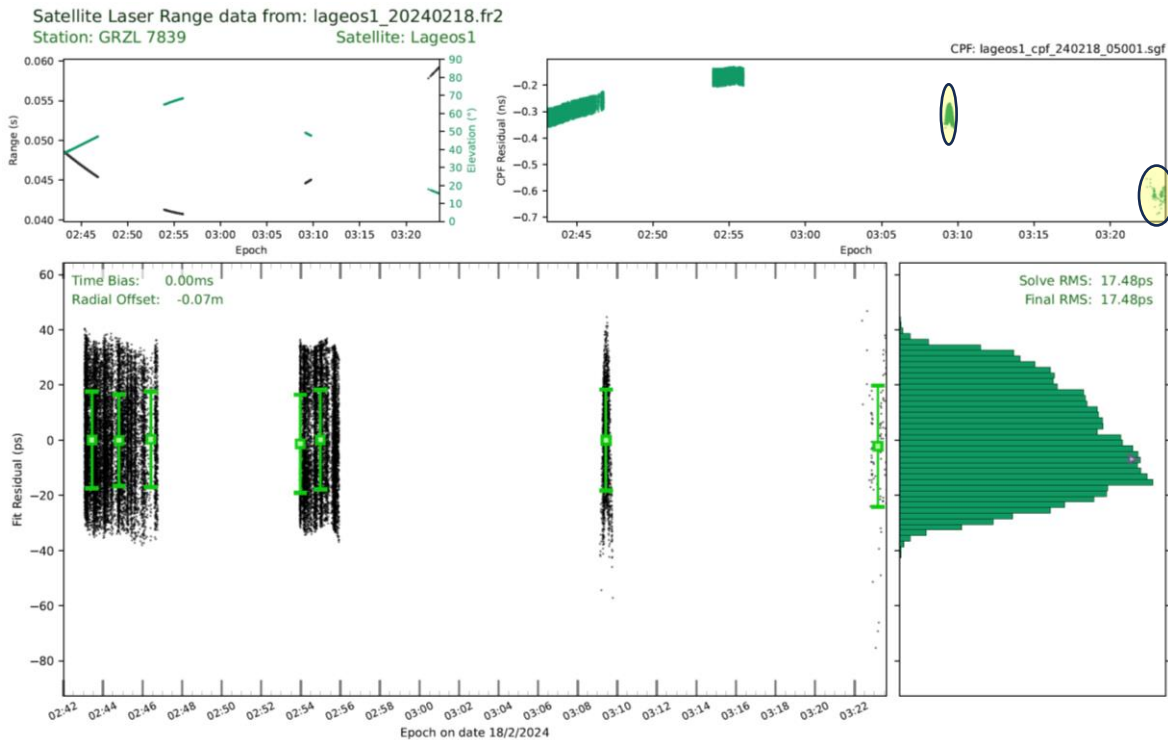 Satellite Laser Range data from: lageos1_20240218.fr2
Station: GRZL 7839
Satellite: Lageos1
CPF: lageos1_cpf_240218_05001.sgf
0.060
0.055
0.050
0.045
0.040
Range (s)
90
80
70
60
50
40
30
20
10
0
Elevation (°)
02:45 02:50 02:55 03:00 03:05 03:10 03:20
Epoch
−0.2
−0.3
−0.4
−0.5
−0.6
−0.7
CPF Residual (ns)
02:45 02:50 02:55 03:00 03:05 03:10 03:20
Epoch
Time Bias: 0.00ms
Radial Offset: -0.07m
60
40
20
0
−20
−40
−60
−80
Fit Residual (ps)
02:42 02:44 02:46 02:48 02:50 02:52 02:54 02:56 02:58 03:00 03:02 03:04 03:06 03:08 03:10 03:12 03:14 03:16 03:18 03:20 03:22
Epoch on date 18/2/2024
Solve RMS: 17.48ps
Final RMS: 17.48ps